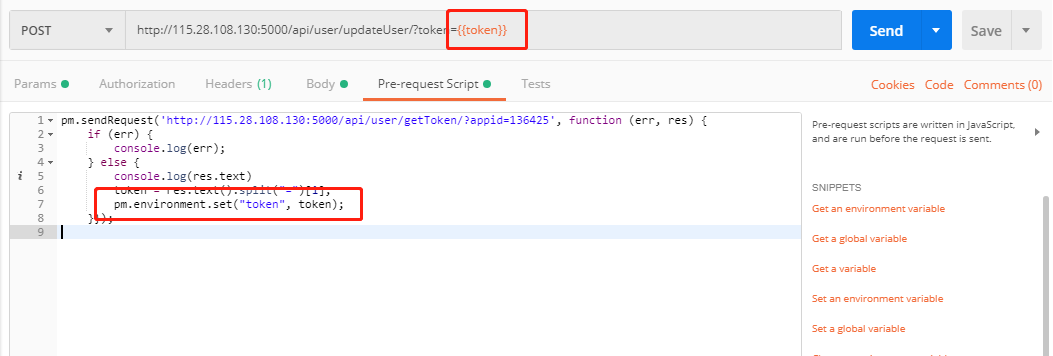 POST http://115.28.108.130:5000/api/user/updateUser/?token={{token}} Send Save
Params Authorization Headers (1) Body Pre-request Script Tests Cookies Code Comments (0)
1 pm.sendRequest('http://115.28.108.130:5000/api/user/getToken/?appid=136425', function (err, res) {
2 if (err) {
3 console.log(err);
4 } else {
i 5 console.log(res.text)
6 token = res.text().split("=")[1];
7 pm.environment.set("token", token);
8 }});
9
Pre-request scripts are written in JavaScript,
and are run before the request is sent.
SNIPPETS
Get an environment variable
Get a global variable
Get a variable
Set an environment variable
Set a global variable